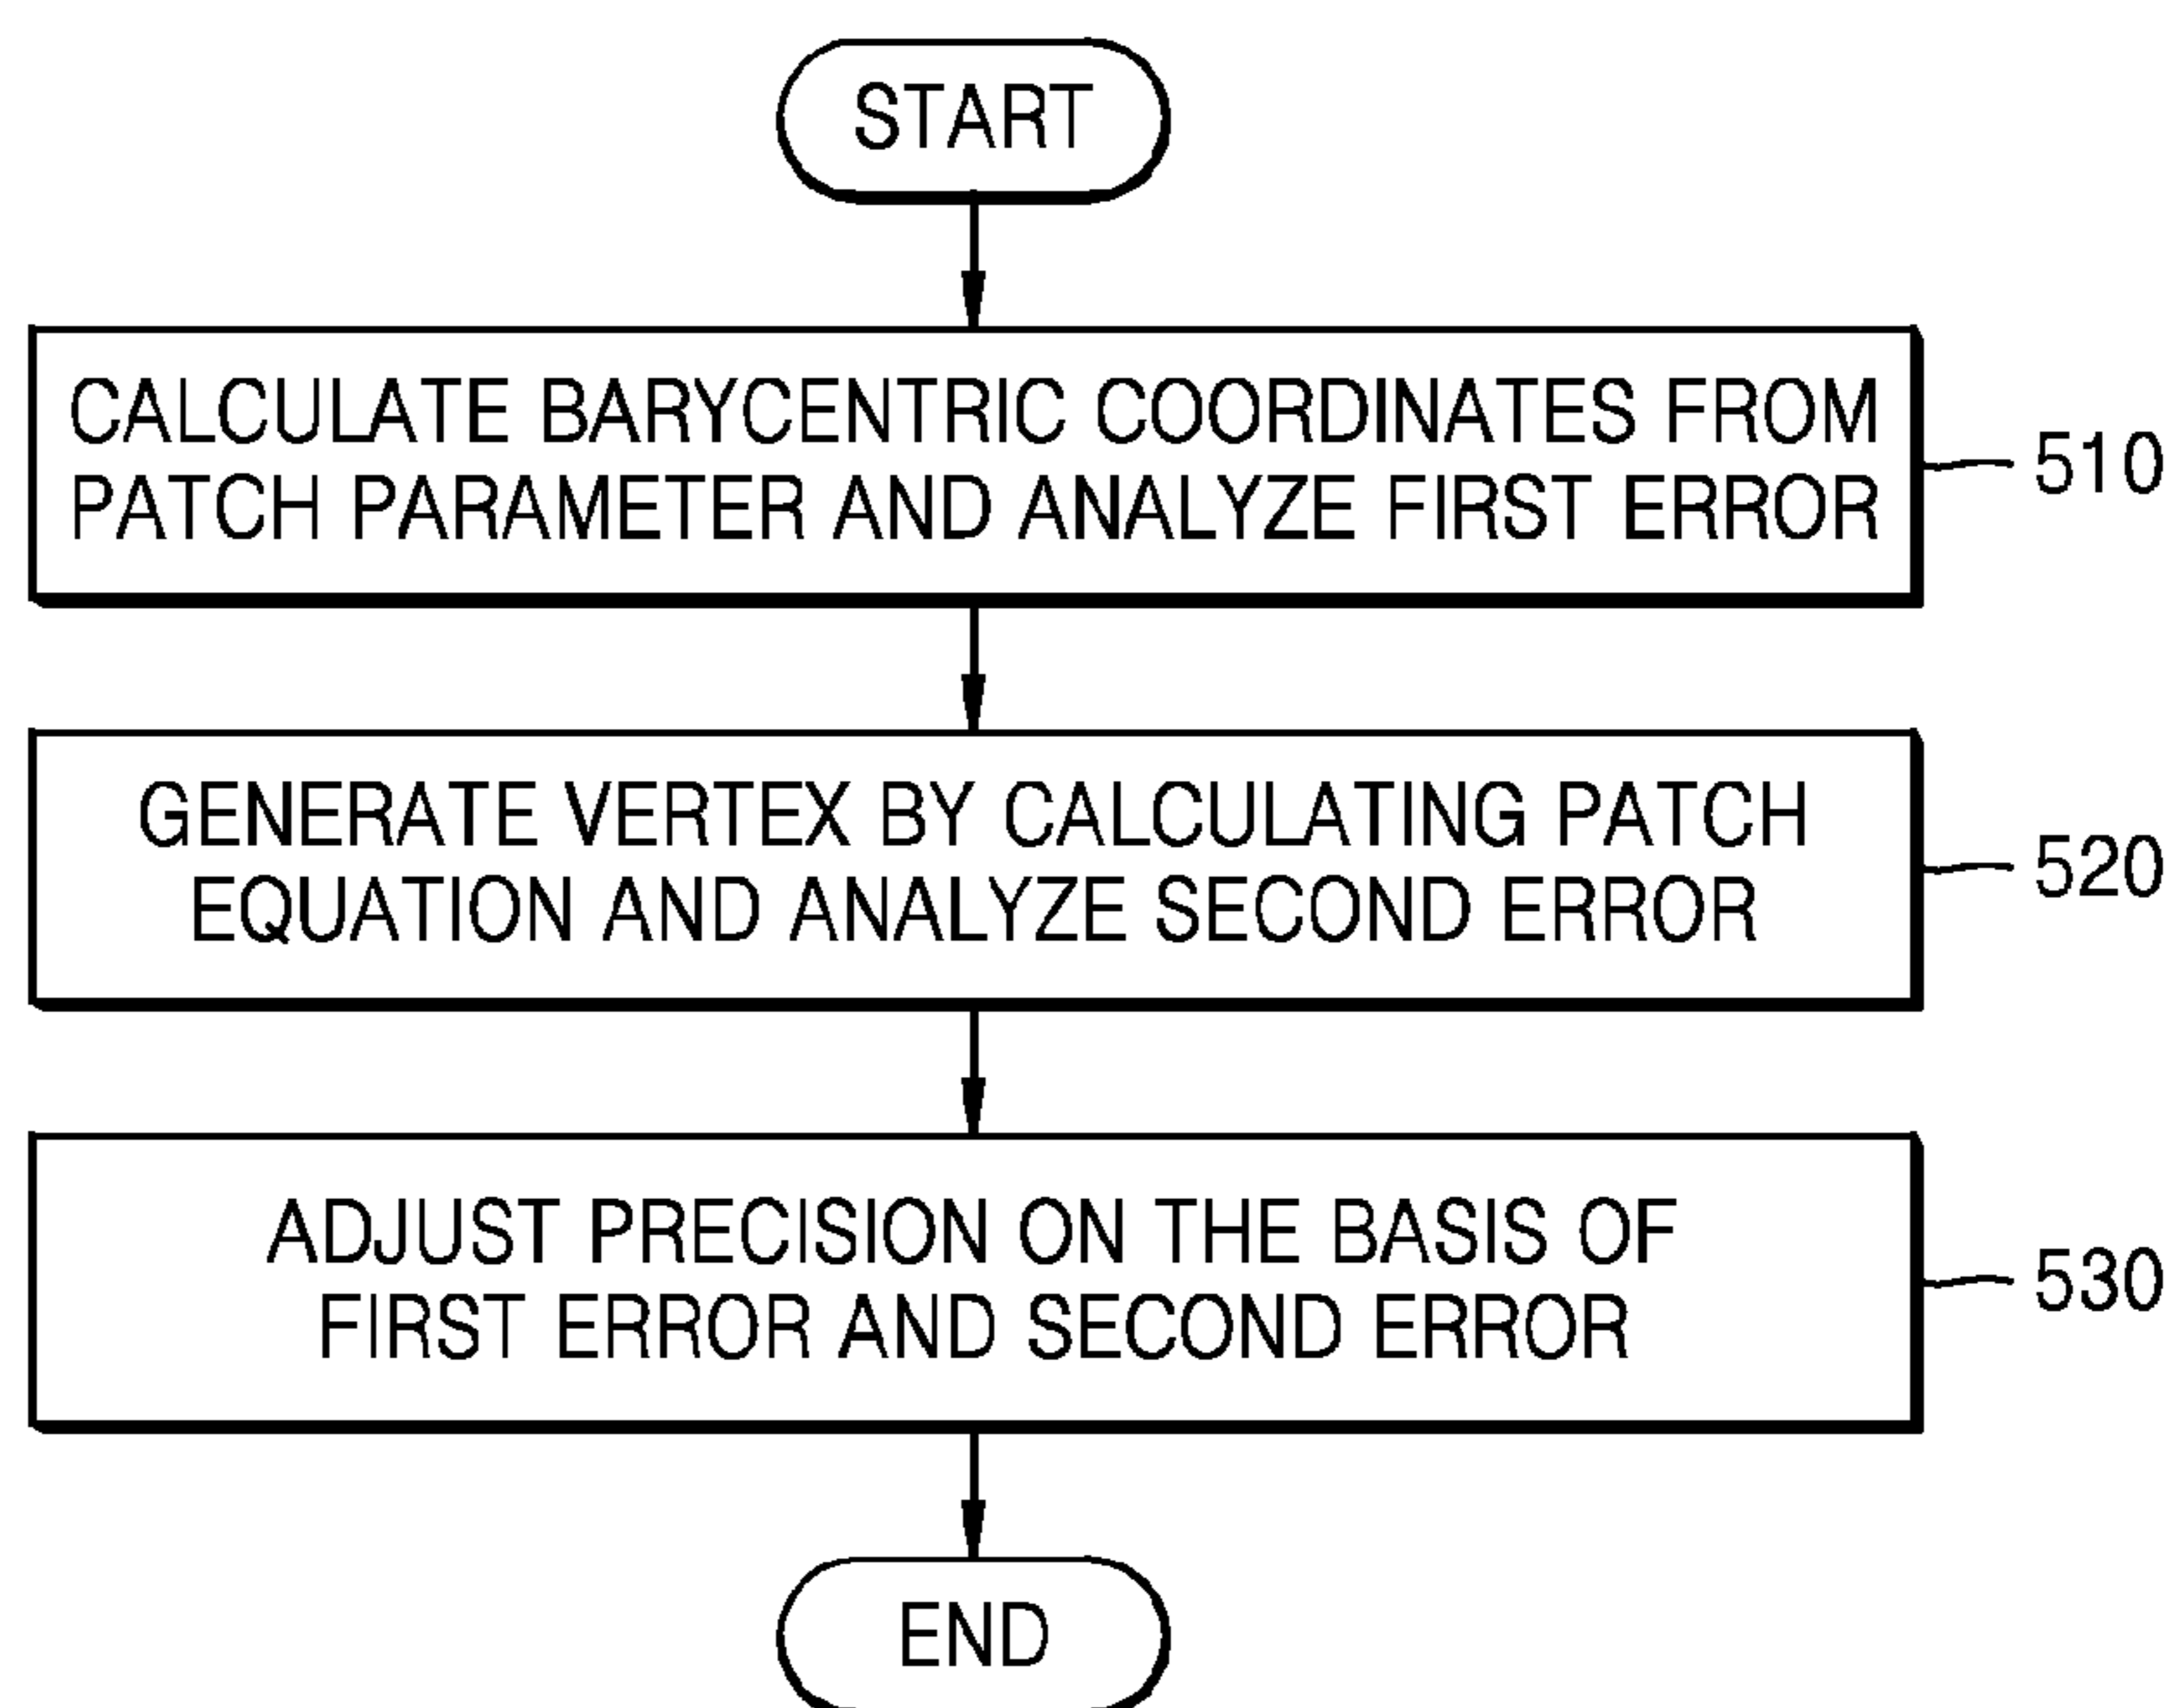 START
CALCULATE BARYCENTRIC COORDINATES FROM
PATCH PARAMETER AND ANALYZE FIRST ERROR
510
GENERATE VERTEX BY CALCULATING PATCH
EQUATION AND ANALYZE SECOND ERROR
520
ADJUST PRECISION ON THE BASIS OF
FIRST ERROR AND SECOND ERROR
530
END